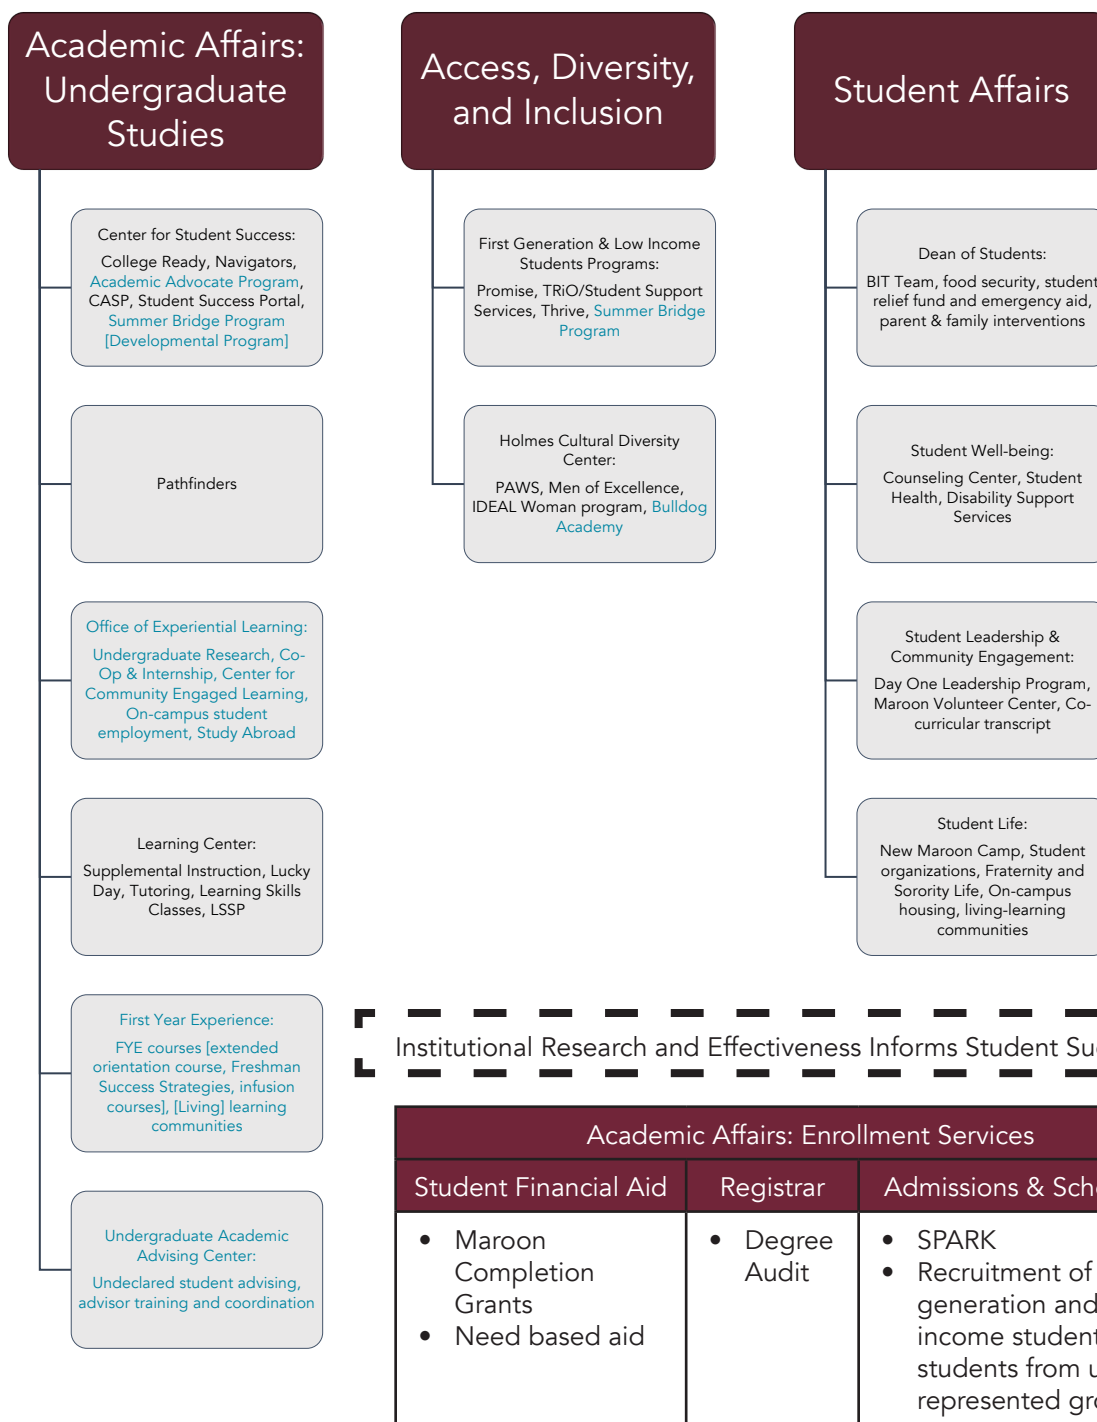 Academic Affairs:
Undergraduate
Studies
Center for Student Success:
College Ready, Navigators,
Academic Advocate Program,
CASP, Student Success Portal,
Summer Bridge Program
[Developmental Program]
Pathfinders
Office of Experiential Learning:
Undergraduate Research, Co-
Op & Internship, Center for
Community Engaged Learning,
On-campus student
employment, Study Abroad
Learning Center:
Supplemental Instruction, Lucky
Day, Tutoring, Learning Skills
Classes, LSSP
First Year Experience:
FYE courses [extended
orientation course, Freshman
Success Strategies, infusion
courses], [Living] learning
communities
Undergraduate Academic
Advising Center:
Undeclared student advising,
advisor training and coordination
Access, Diversity,
and Inclusion
First Generation & Low Income
Students Programs:
Promise, TRiO/Student Support
Services, Thrive, Summer Bridge
Program
Holmes Cultural Diversity
Center:
PAWS, Men of Excellence,
IDEAL Woman program, Bulldog
Academy
Student Affairs
Dean of Students:
BIT Team, food security, student
relief fund and emergency aid,
parent & family interventions
Student Well-being:
Counseling Center, Student
Health, Disability Support
Services
Student Leadership &
Community Engagement:
Day One Leadership Program,
Maroon Volunteer Center, Co-
curricular transcript
Student Life:
New Maroon Camp, Student
organizations, Fraternity and
Sorority Life, On-campus
housing, living-learning
communities
Institutional Research and Effectiveness Informs Student
Academic Affairs: Enrollment Services
Student Financial Aid
Registrar
Admissions &
• Maroon
Completion
Grants
• Need based aid
• Degree
Audit
• SPARK
• Recruitment of
generation and
income
students from
represented